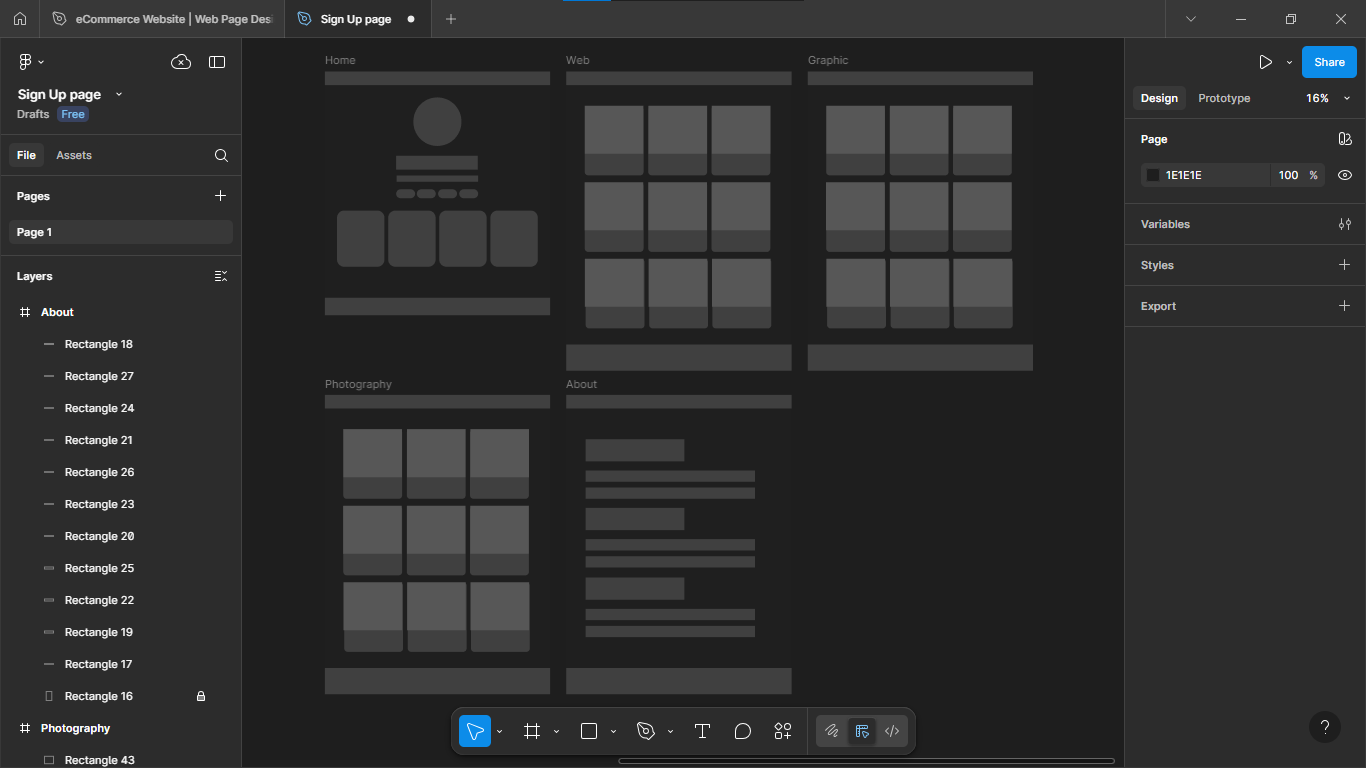 eCommerce Website | Web Page Desi
Sign Up page
Sign Up page
Drafts Free
File Assets
Pages
Page 1
Layers
About
Rectangle 18
Rectangle 27
Rectangle 24
Rectangle 21
Rectangle 26
Rectangle 23
Rectangle 20
Rectangle 25
Rectangle 22
Rectangle 19
Rectangle 17
Rectangle 16
Photography
Rectangle 43
Home
Web
Graphic
Photography
About
Share
Design Prototype 16%
Page
1E1E1E 100 %
Variables
Styles
Export
?